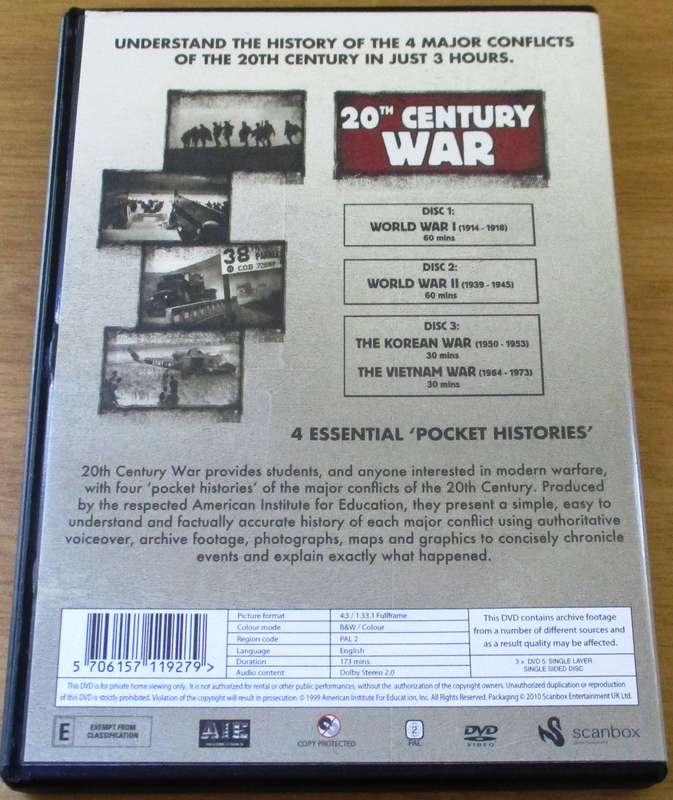 UNDERSTAND THE HISTORY OF THE 4 MAJOR CONFLICTS
OF THE 20TH CENTURY IN JUST 3 HOURS.
20TH CENTURY
WAR
DISC 1:
WORLD WAR I (1914 - 1918)
60 mins
DISC 2:
WORLD WAR II (1939 - 1945)
60 mins
38
DISC 3:
THE KOREAN WAR (1950 - 1953)
30 mins
THE VIETNAM WAR (1964 - 1973)
30 mins
4 ESSENTIAL ‘POCKET HISTORIES’
20th Century War provides students, and anyone interested in modern warfare,
with four ‘pocket histories’ of the major conflicts of the 20th Century. Produced
by the respected American Institute for Education, they present a simple, easy to
understand and factually accurate history of each major conflict using authoritative
voiceover, archive footage, photographs, maps and graphics to concisely chronicle
events and explain exactly what happened.
5 706157 119279 >
Picture format 4:3 / 1.33.1 Fullframe
Colour mode B&W / Colour
Region code PAL 2
Language English
Duration 173 mins
Audio content Dolby Stereo 2.0
This DVD contains archive footage
from a number of different sources and
as a result quality may be affected.
3 x DVD 5: SINGLE LAYER
SINGLE SIDED DISC
This DVD is for private home viewing only. It is not authorized for rental or other public performances, without the authorization of the copyright owners. Unauthorized duplication or reproduction
of this DVD is strictly prohibited. Violation of the copyright will result in prosecution. © 1999 American Institute For Education, Inc. All Rights Reserved. Packaging © 2010 Scanbox Entertainment UK Ltd.
E EXEMPT FROM
CLASSIFICATION
AIE
COPY PROTECTED
2
PAL
DVD
VIDEO
scanbox